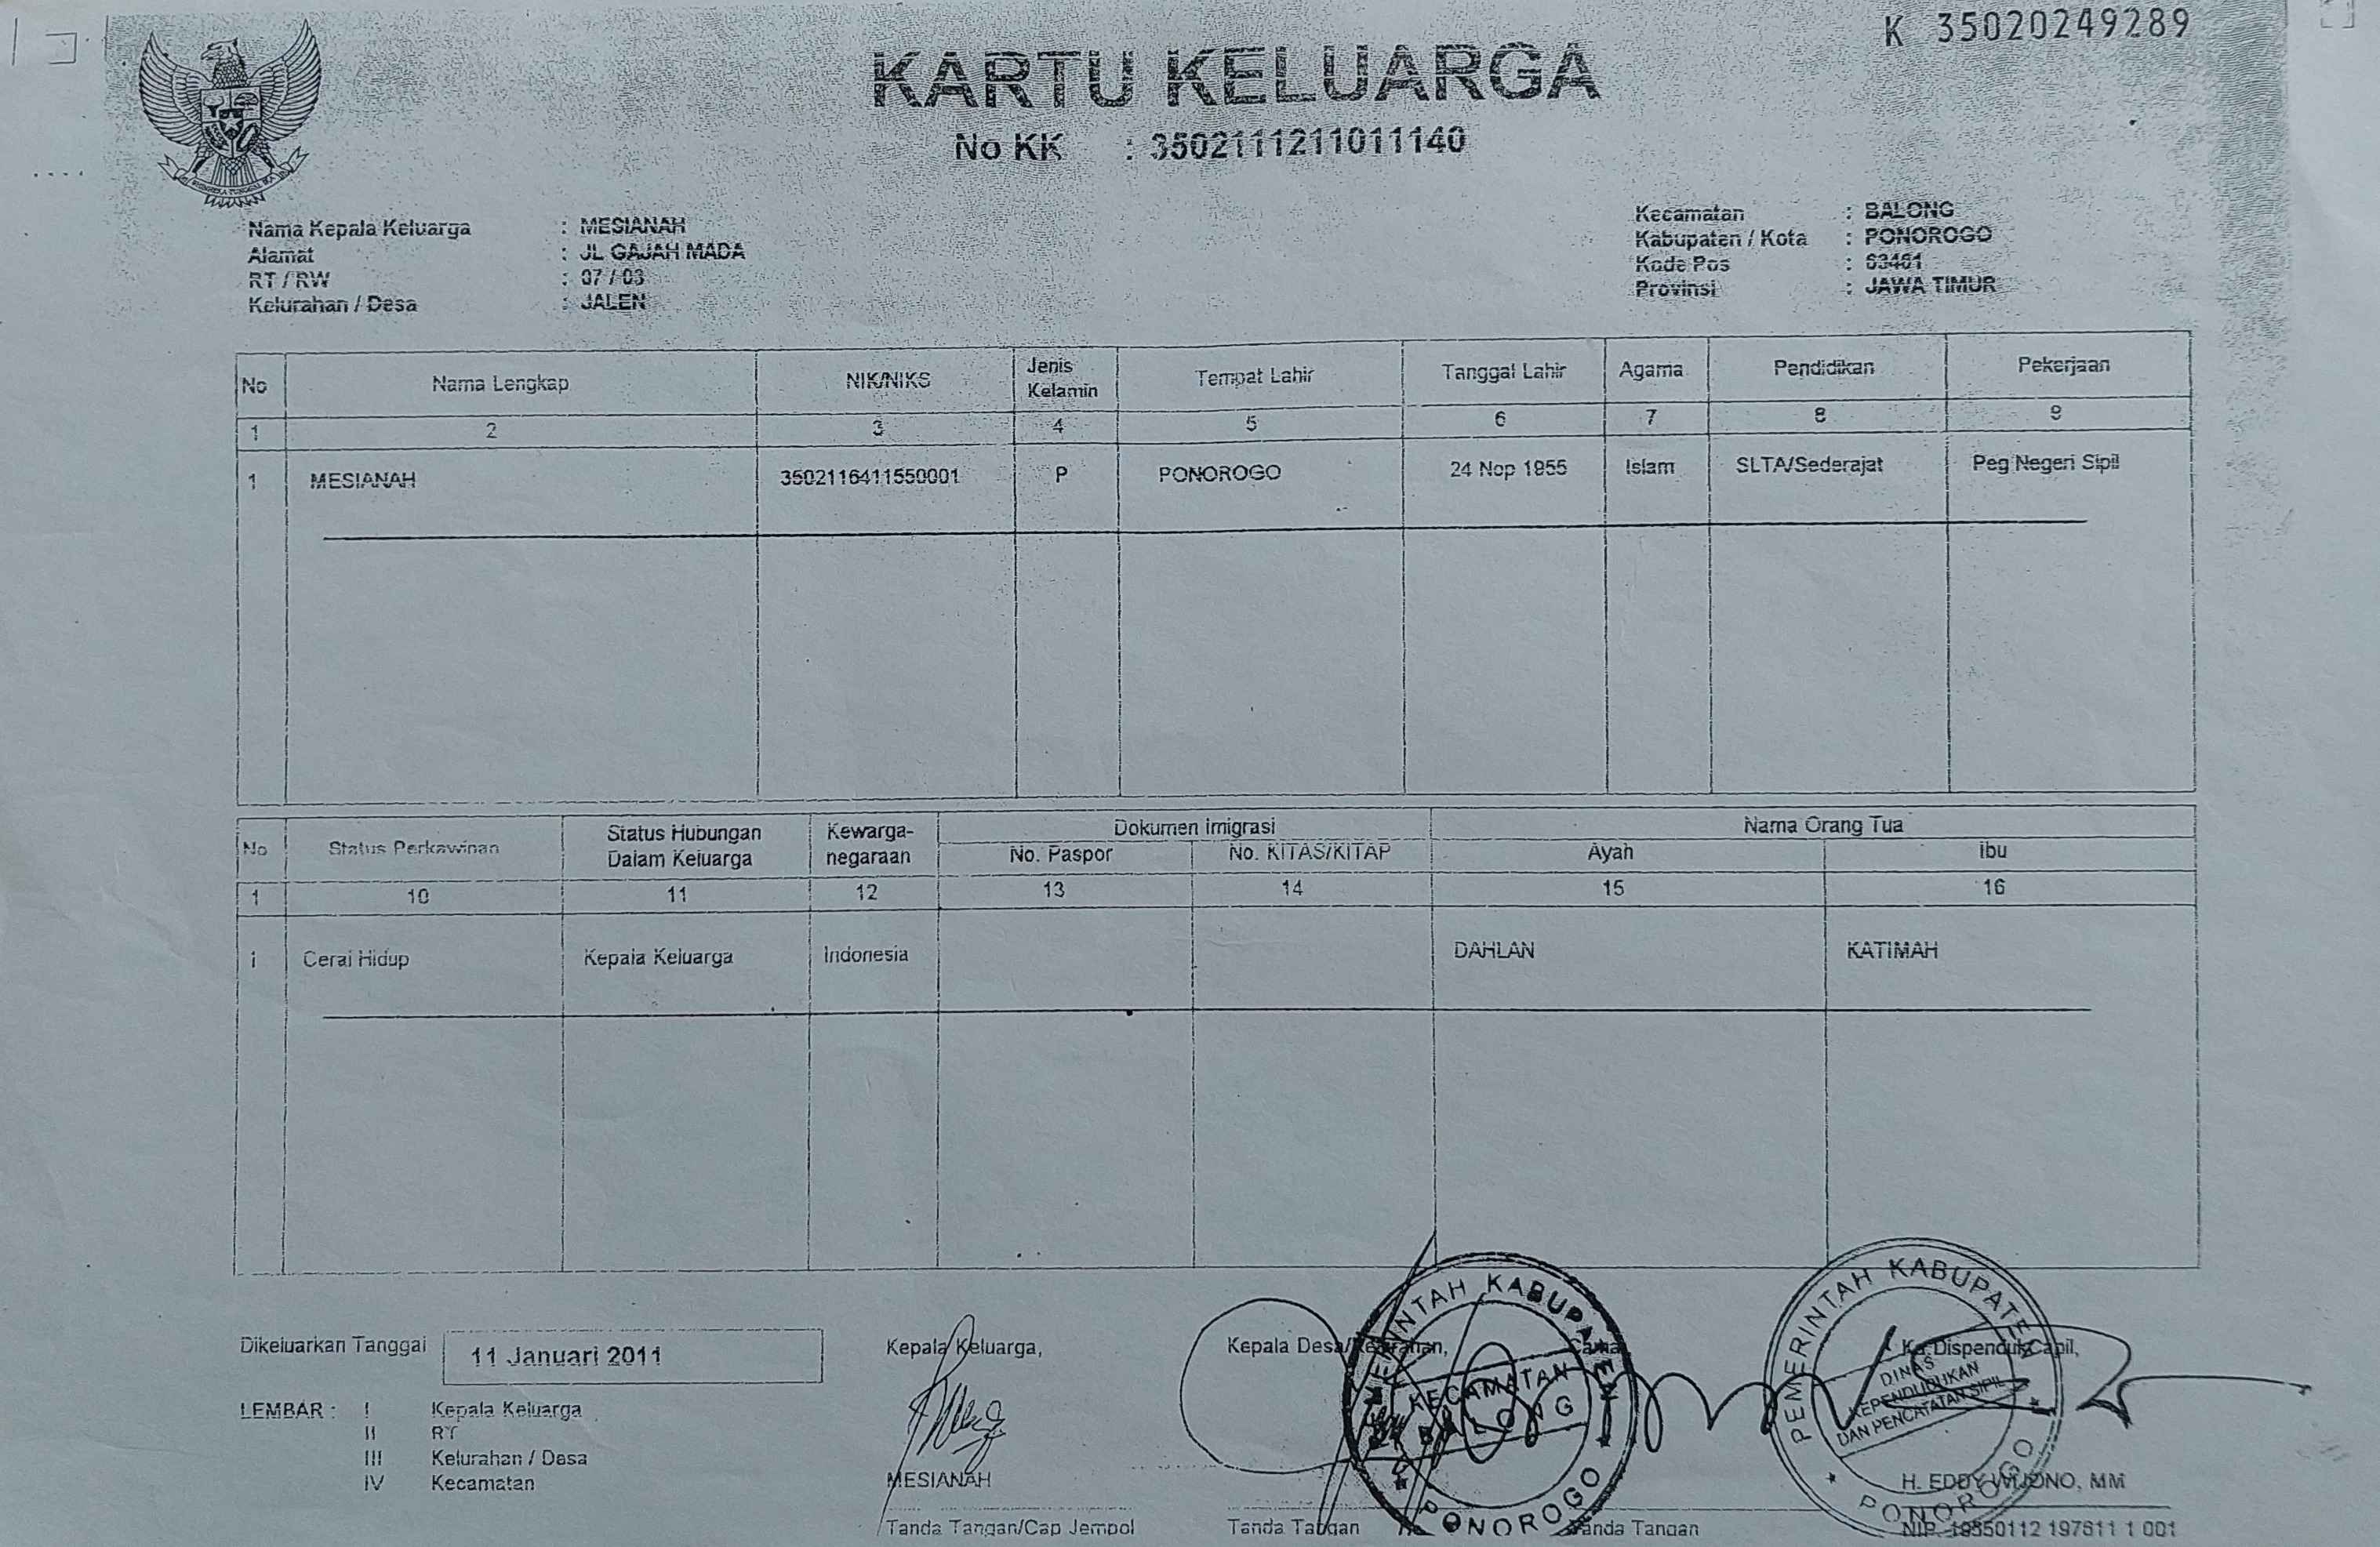 K 35020249289
KARTU KELUARGA
No KK : 3502111211011140
Nama Kepala Keluarga : MESIANAH
Alamat : JL GAJAH MADA
RT / RW : 07 / 03
Kelurahan / Desa : JALEN
Kecamatan : BALONG
Kabupaten / Kota : PONOROGO
Kode Pos : 63461
Provinsi : JAWA TIMUR
No Nama Lengkap NIK/NIKS Jenis Kelamin Tempat Lahir Tanggal Lahir Agama Pendidikan Pekerjaan
1 2 3 4 5 6 7 8 9
1 MESIANAH 3502116411550001 P PONOROGO 24 Nop 1955 Islam SLTA/Sederajat Peg Negeri Sipil
No Status Perkawinan Status Hubungan Dalam Keluarga Kewarga-negaraan Dokumen Imigrasi Nama Orang Tua
No. Paspor No. KITAS/KITAP Ayah Ibu
1 10 11 12 13 14 15 16
1 Cerai Hidup Kepala Keluarga Indonesia DAHLAN KATIMAH
Dikeluarkan Tanggal 11 Januari 2011
LEMBAR : I Kepala Keluarga
II RT
III Kelurahan / Desa
IV Kecamatan
Kepala Keluarga,
MESIANAH
Tanda Tangan/Cap Jempol
Kepala Desa/Kelurahan,
Tanda Tangan
Camat
PEMERINTAH KABUPATEN
KECAMATAN
BALONG
PONOROGO
Tanda Tangan
Ka Dispenduk Capil,
PEMERINTAH KABUPATEN
DINAS
KEPENDUDUKAN
DAN PENCATATAN SIPIL
PONOROGO
H. EDDY WIJONO, MM
NIP. 19550112 197611 1 001